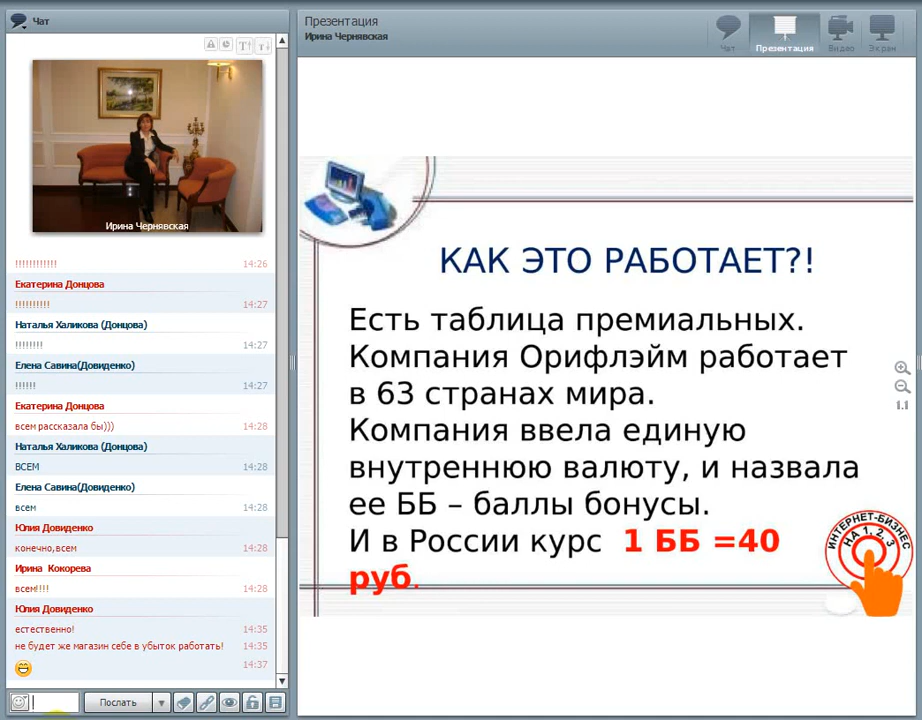 Чат
T↑
T↓
Ирина Чернявская
!!!!!!!!!!!! 14:26
Екатерина Донцова
!!!!!!!!!! 14:27
Наталья Халикова (Донцова)
!!!!!!!! 14:27
Елена Савина(Довиденко)
!!!!!! 14:27
Екатерина Донцова
всем рассказала бы))) 14:28
Наталья Халикова (Донцова)
ВСЕМ 14:28
Елена Савина(Довиденко)
всем 14:28
Юлия Довиденко
конечно,всем 14:28
Ирина Кокорева
всем!!!! 14:28
Юлия Довиденко
естественно! 14:35
не будет же магазин себе в убыток работать! 14:35
14:37
Послать
Презентация
Ирина Чернявская
Чат
Презентация
Видео
Экран
КАК ЭТО РАБОТАЕТ?!
Есть таблица премиальных.
Компания Орифлэйм работает
в 63 странах мира.
Компания ввела единую
внутреннюю валюту, и назвала
ее ББ – баллы бонусы.
И в России курс 1 ББ =40
руб.
ИНТЕРНЕТ-БИЗНЕС
НА 1, 2, 3
1.1